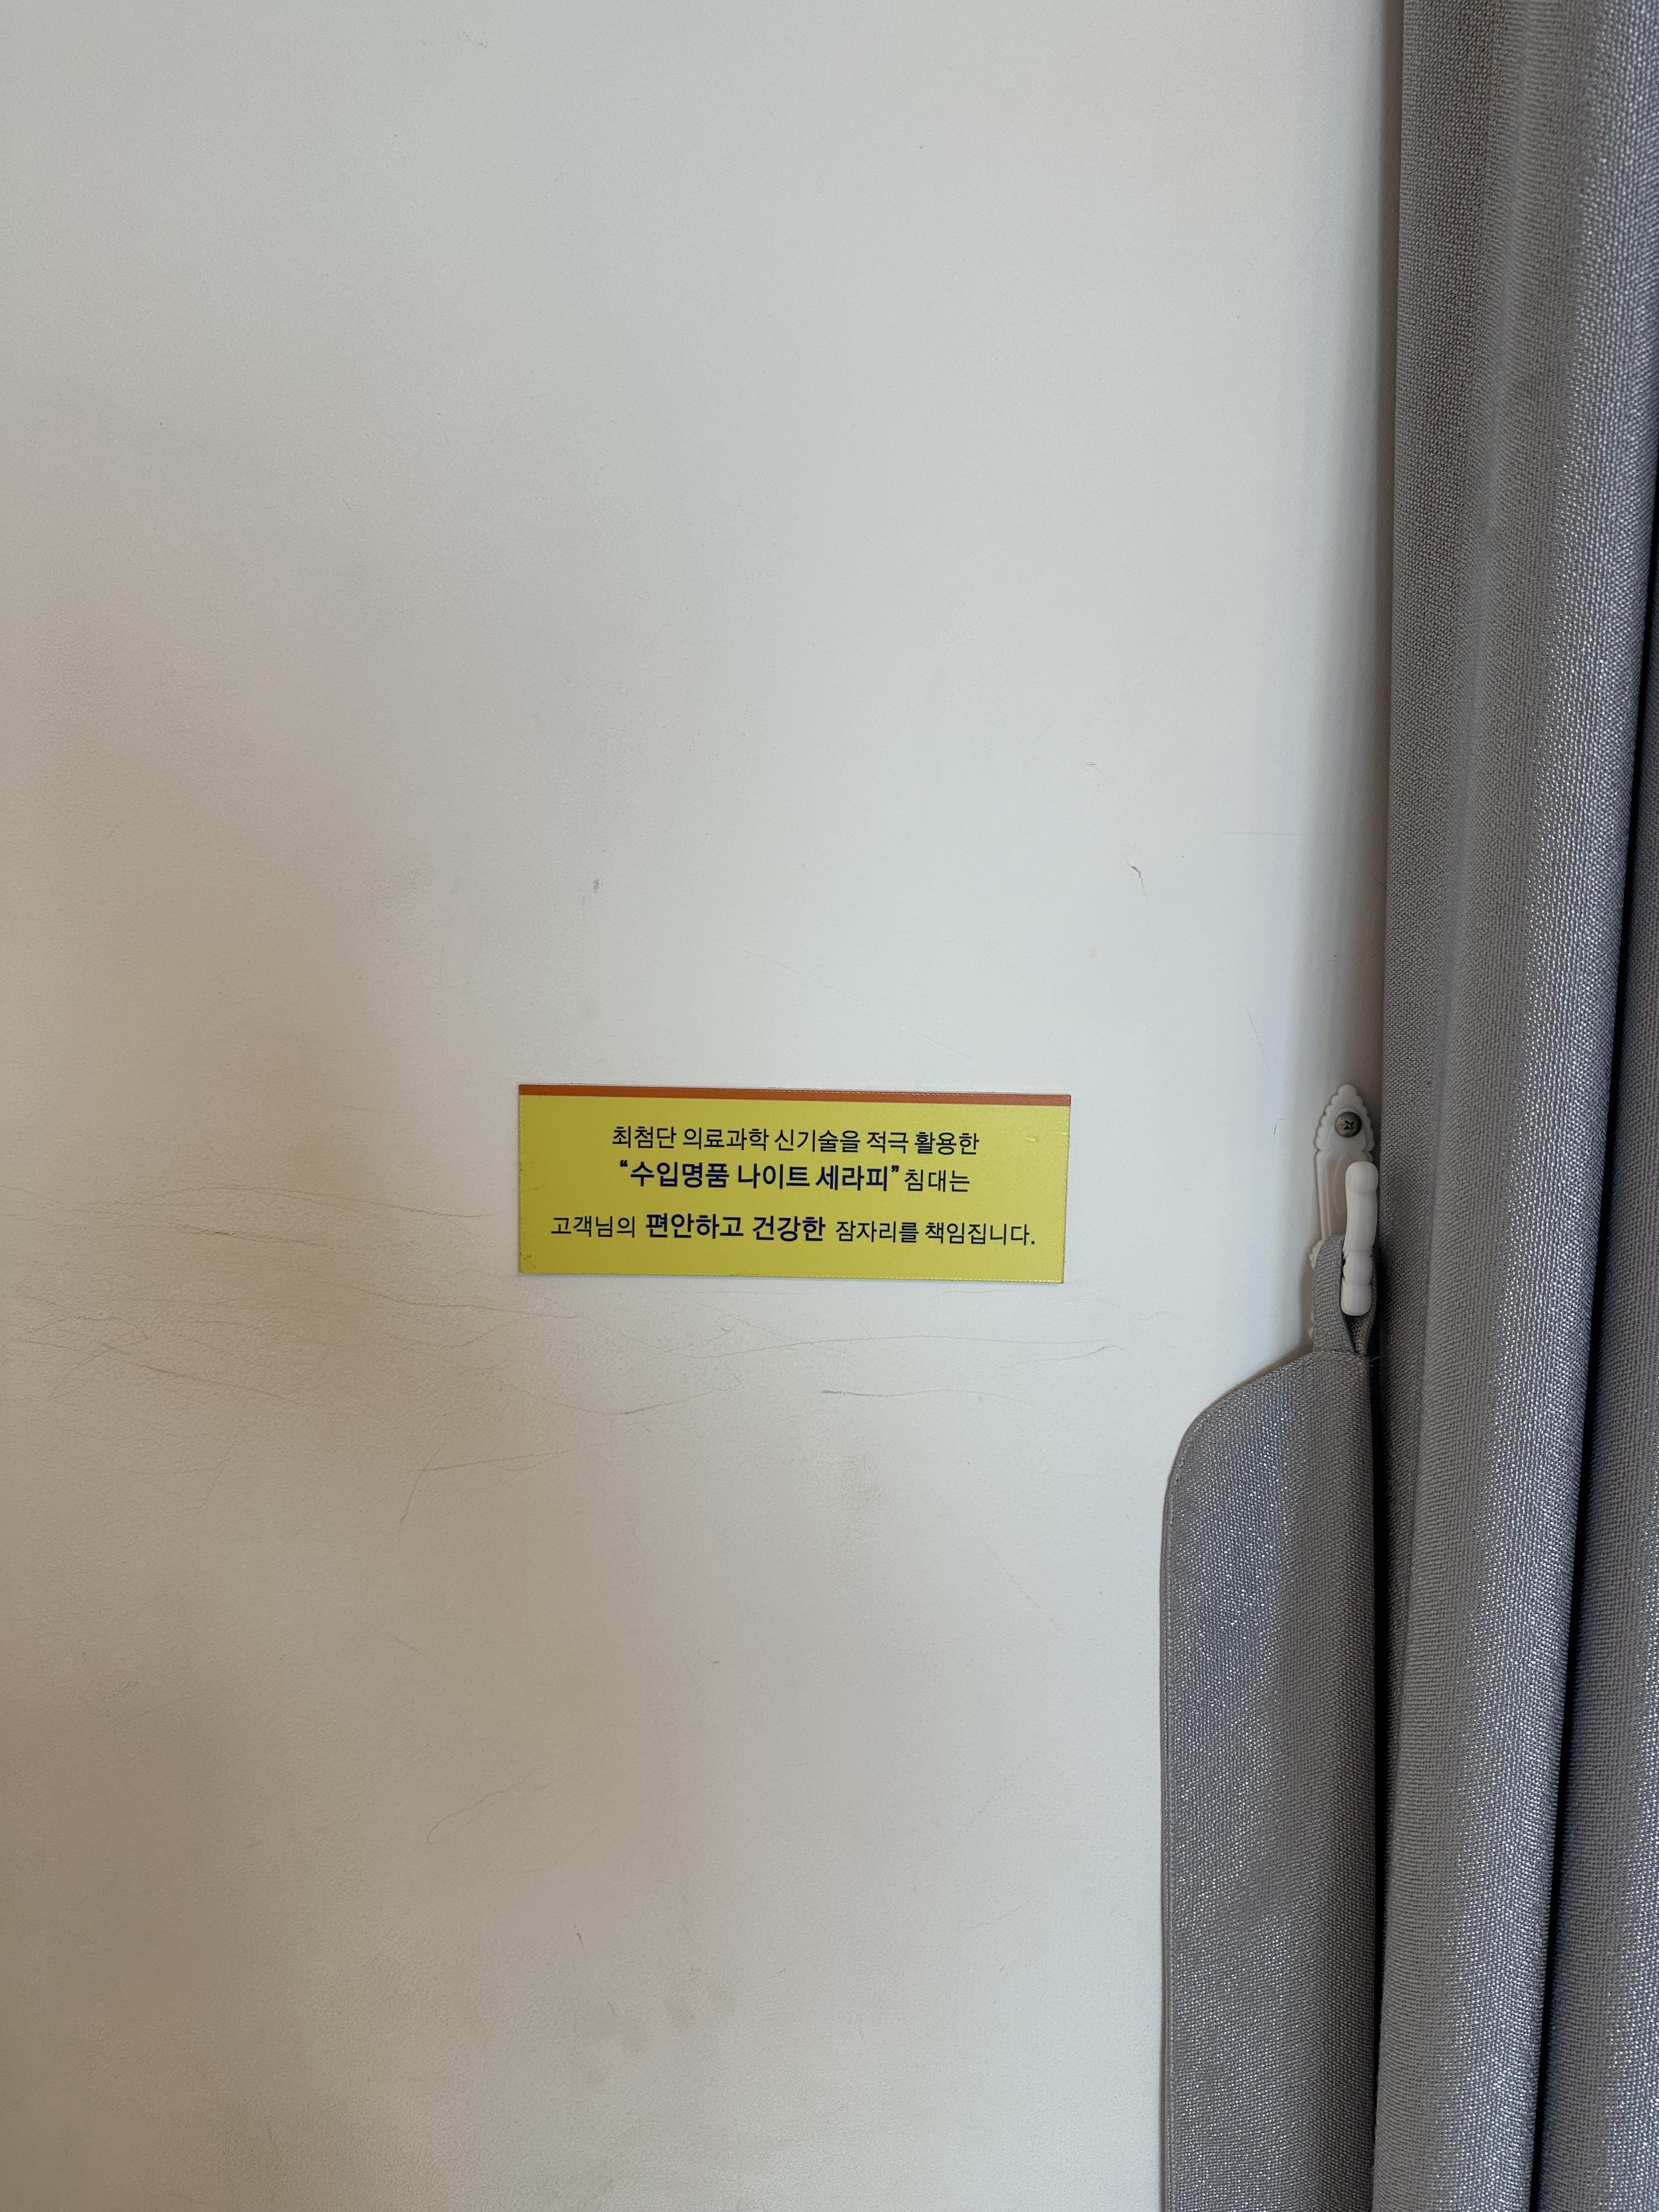 최첨단 의료과학 신기술을 적극 활용한
“수입명품 나이트 세라피” 침대는
고객님의 편안하고 건강한 잠자리를 책임집니다.